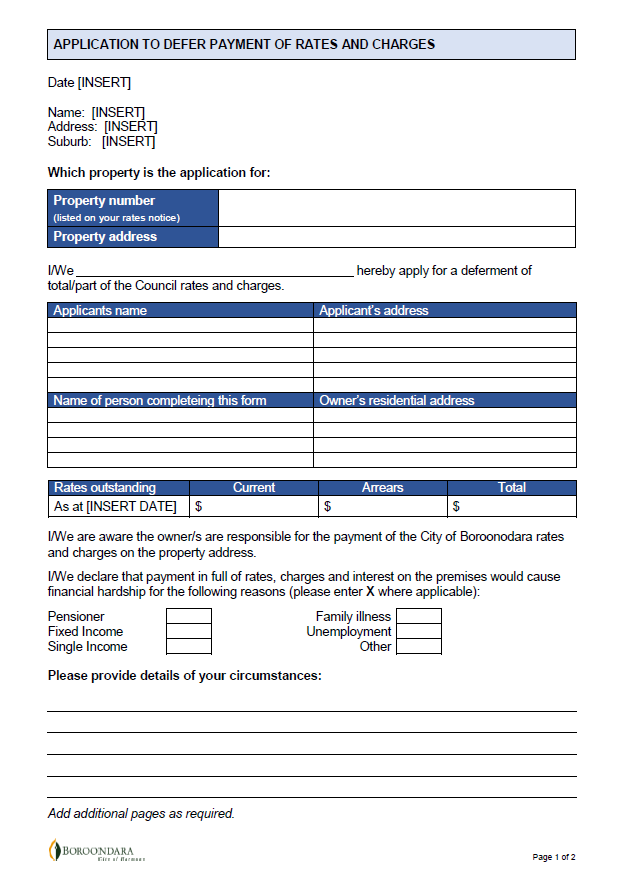 APPLICATION TO DEFER PAYMENT OF RATES AND CHARGES
Date [INSERT]
Name: [INSERT]
Address: [INSERT]
Suburb: [INSERT]
Which property is the application for:
Property number
(listed on your rates notice)
Property address
I/We hereby apply for a deferment of
total/part of the Council rates and charges.
Applicants name Applicant's address
Name of person completeing this form Owner's residential address
Rates outstanding Current Arrears Total
As at [INSERT DATE] $ $ $
I/We are aware the owner/s are responsible for the payment of the City of Boroonodara rates
and charges on the property address.
I/We declare that payment in full of rates, charges and interest on the premises would cause
financial hardship for the following reasons (please enter X where applicable):
Pensioner Family illness
Fixed Income Unemployment
Single Income Other
Please provide details of your circumstances:
Add additional pages as required.
BOROONDARA
City of Harmony
Page 1 of 2